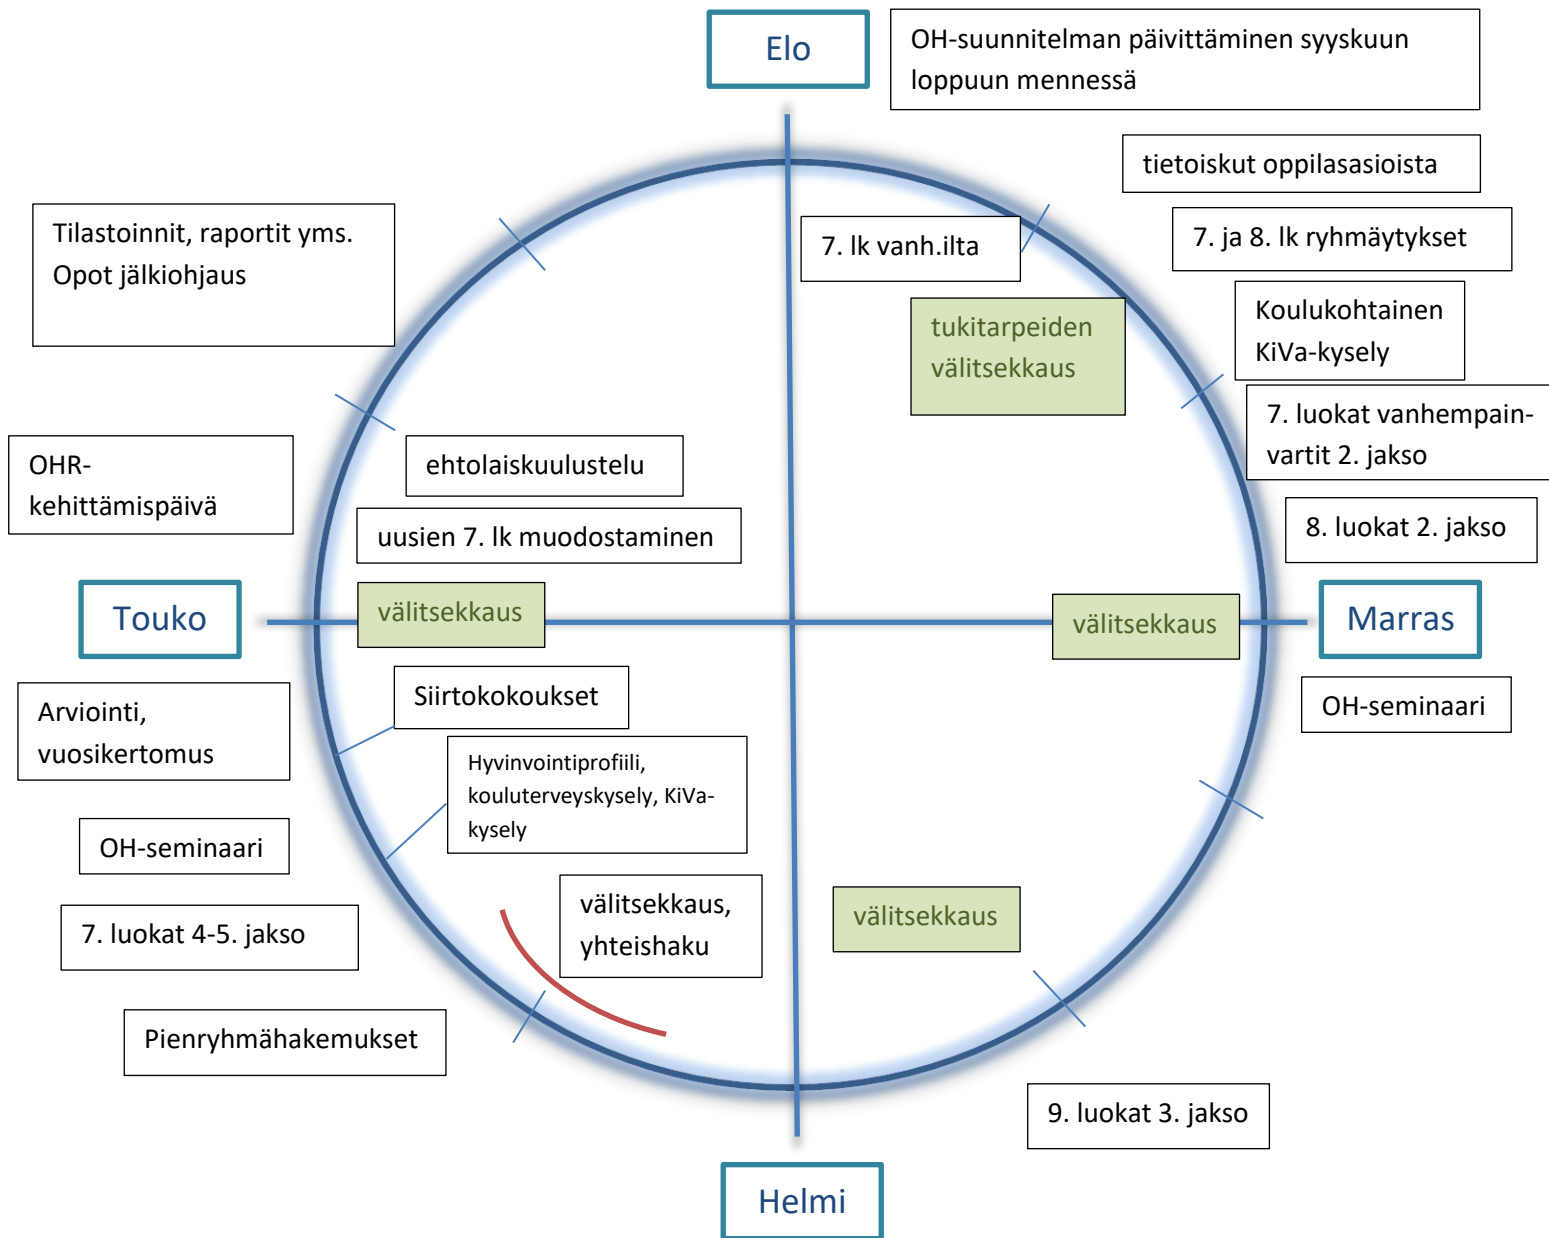 Elo
OH-suunnitelman päivittäminen syyskuun
loppuun mennessä
tietoiskut oppilasasioista
7. lk vanh.ilta
7. ja 8. lk ryhmäytykset
tukitarpeiden
välitsekkaus
Koulukohtainen
KiVa-kysely
7. luokat vanhempain-
vartit 2. jakso
8. luokat 2. jakso
välitsekkaus
Marras
OH-seminaari
välitsekkaus
9. luokat 3. jakso
Helmi
välitsekkaus,
yhteishaku
Pienryhmähakemukset
7. luokat 4-5. jakso
OH-seminaari
Hyvinvointiprofiili,
kouluterveyskysely, KiVa-
kysely
Siirtokokoukset
Arviointi,
vuosikertomus
Touko
välitsekkaus
uusien 7. lk muodostaminen
ehtolaiskuulustelu
OHR-
kehittämispäivä
Tilastoinnit, raportit yms.
Opot jälkiohjaus